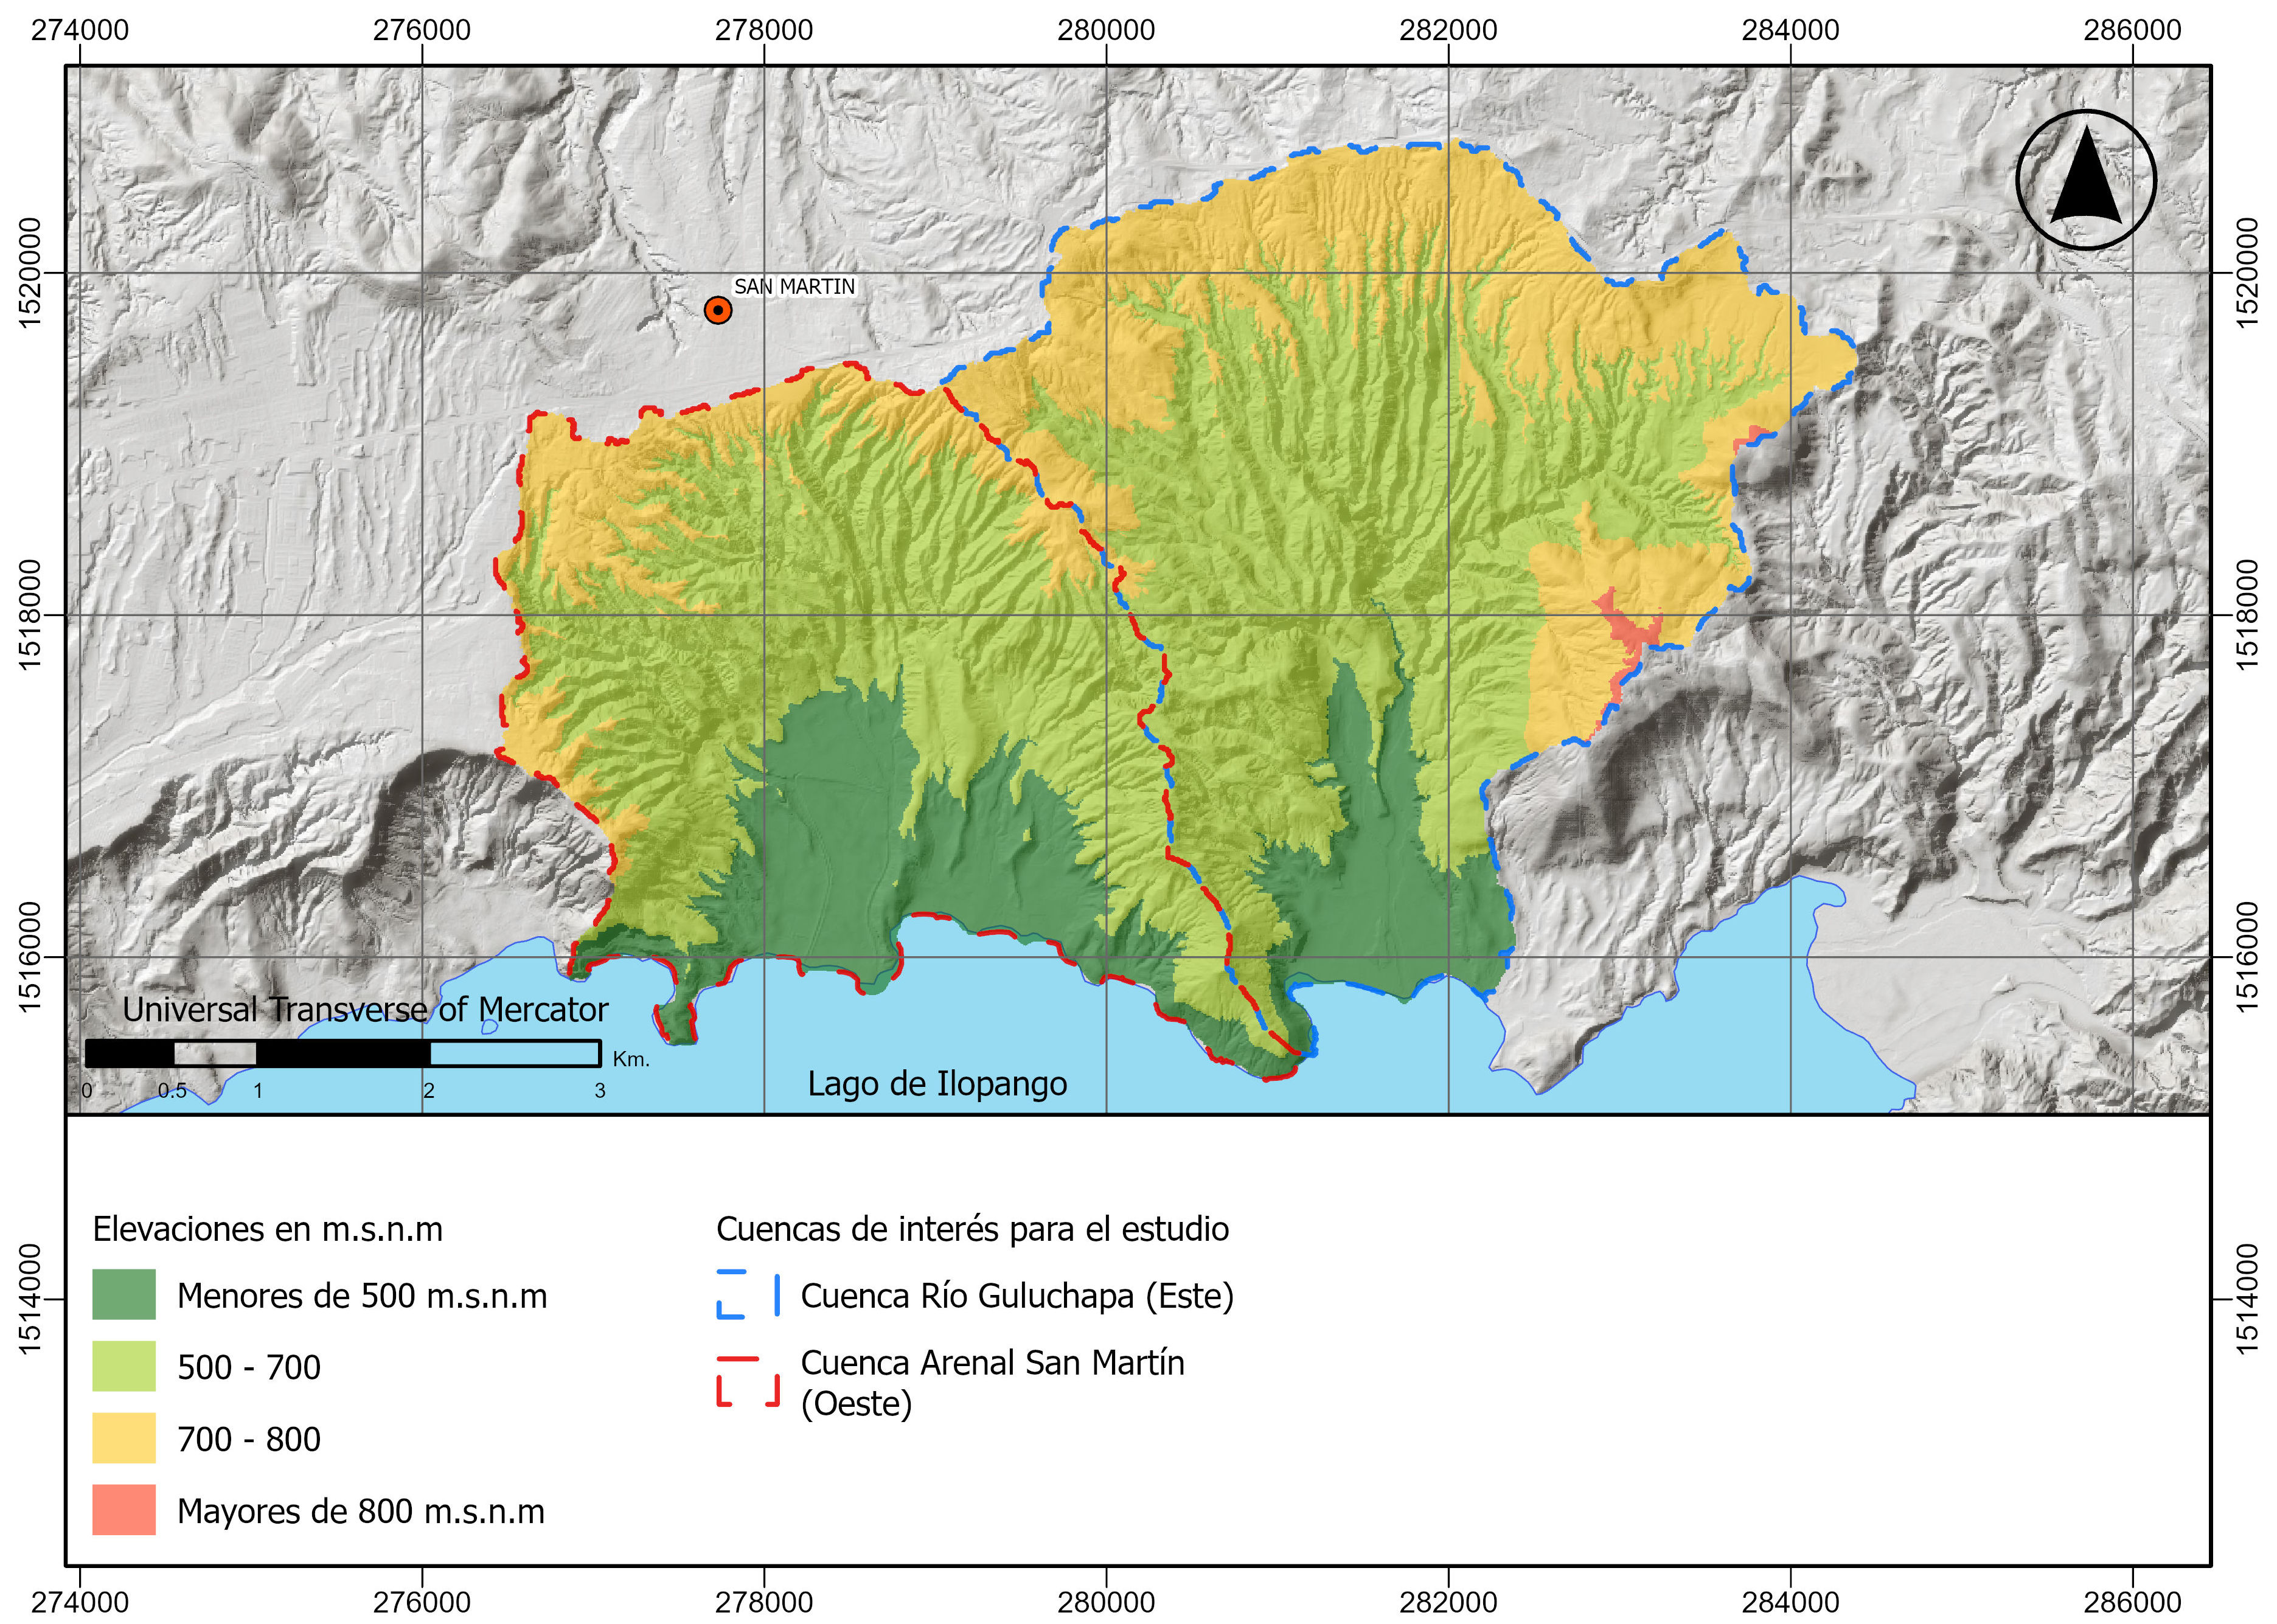 274000 276000 278000 280000 282000 284000 286000
1520000 1520000
SAN MARTIN
1518000 1518000
1516000 1516000
Universal Transverse of Mercator
Km.
0 0.5 1 2 3
Lago de Ilopango
Elevaciones en m.s.n.m
Menores de 500 m.s.n.m
500 - 700
700 - 800
Mayores de 800 m.s.n.m
Cuencas de interés para el estudio
Cuenca Río Guluchapa (Este)
Cuenca Arenal San Martín
(Oeste)
1514000 1514000
274000 276000 278000 280000 282000 284000 286000